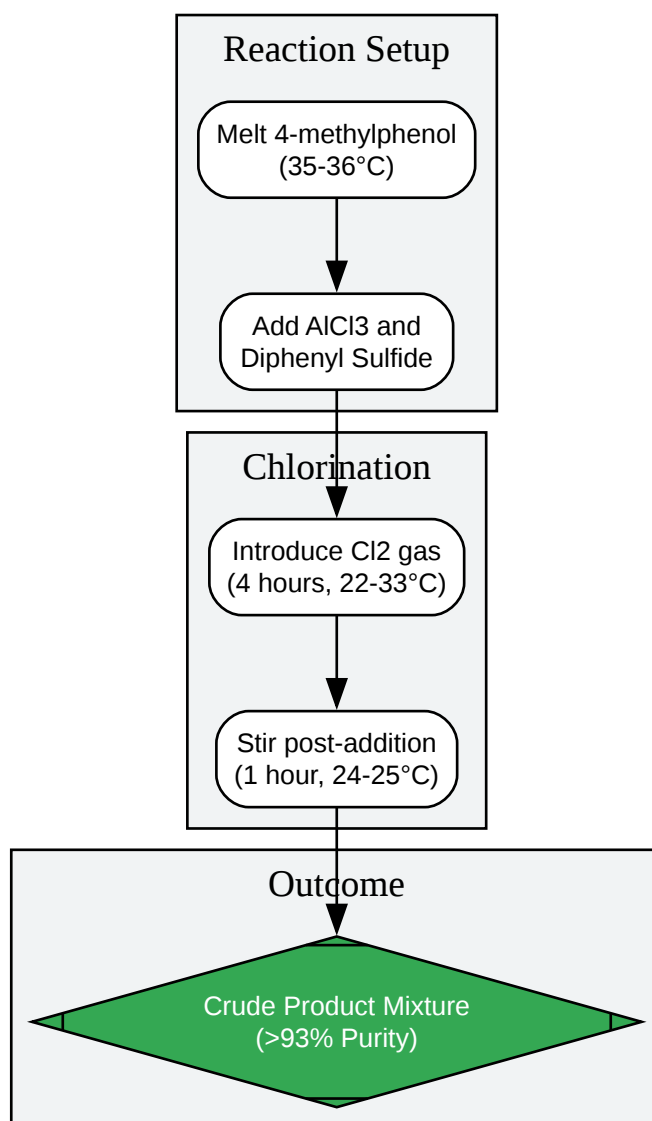 Reaction Setup
Melt 4-methylphenol
(35-36°C)
Add AlCl3 and
Diphenyl Sulfide
Chlorination
Introduce Cl2 gas
(4 hours, 22-33°C)
Stir post-addition
(1 hour, 24-25°C)
Outcome
Crude Product Mixture
(>93% Purity)